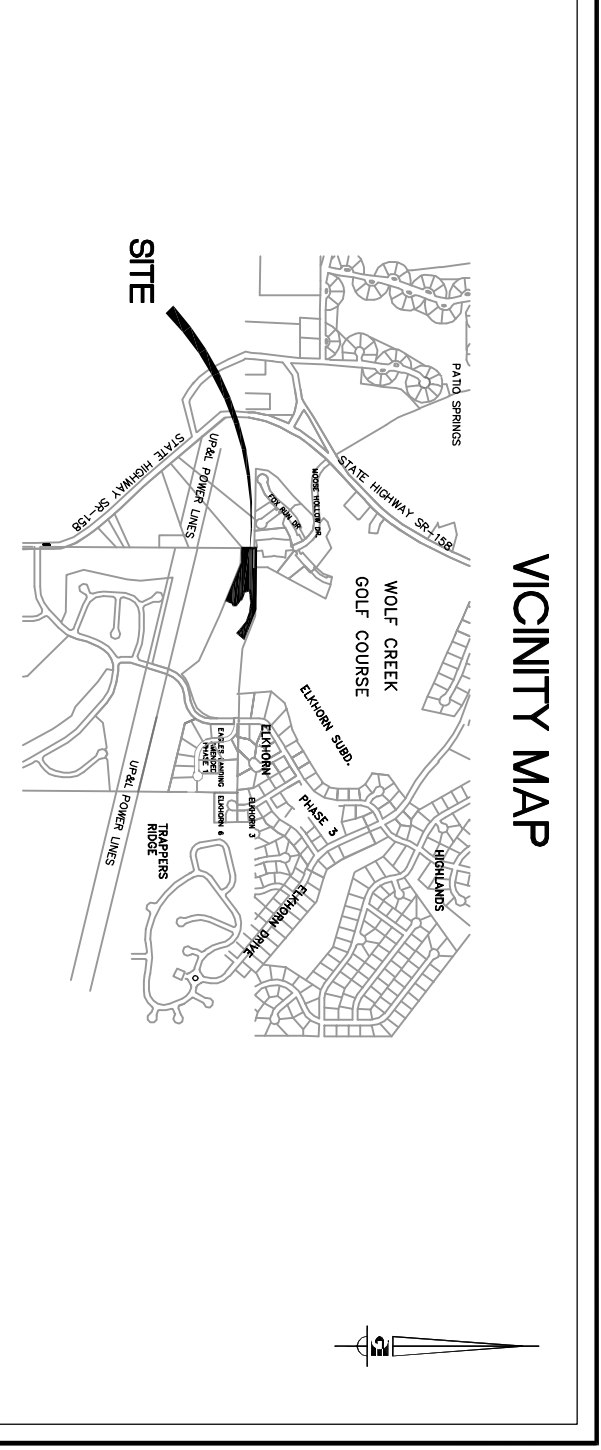 VICINITY MAP
PATIO SPRINGS
STATE HIGHWAY SR-158
WOLF CREEK
GOLF COURSE
MOOSE HOLLOW DR.
FOX RUN DR
ELKHORN SUBD.
PHASE 3
HIGHLANDS
ELKHORN
ELKHORN 3
ELKHORN DRIVE
EAGLES LANDING
AMENDED
PHASE 1
ELKHORN 6
UP&L POWER LINES
STATE HIGHWAY SR-158
SITE
TRAPPERS
RIDGE
UP&L POWER LINES